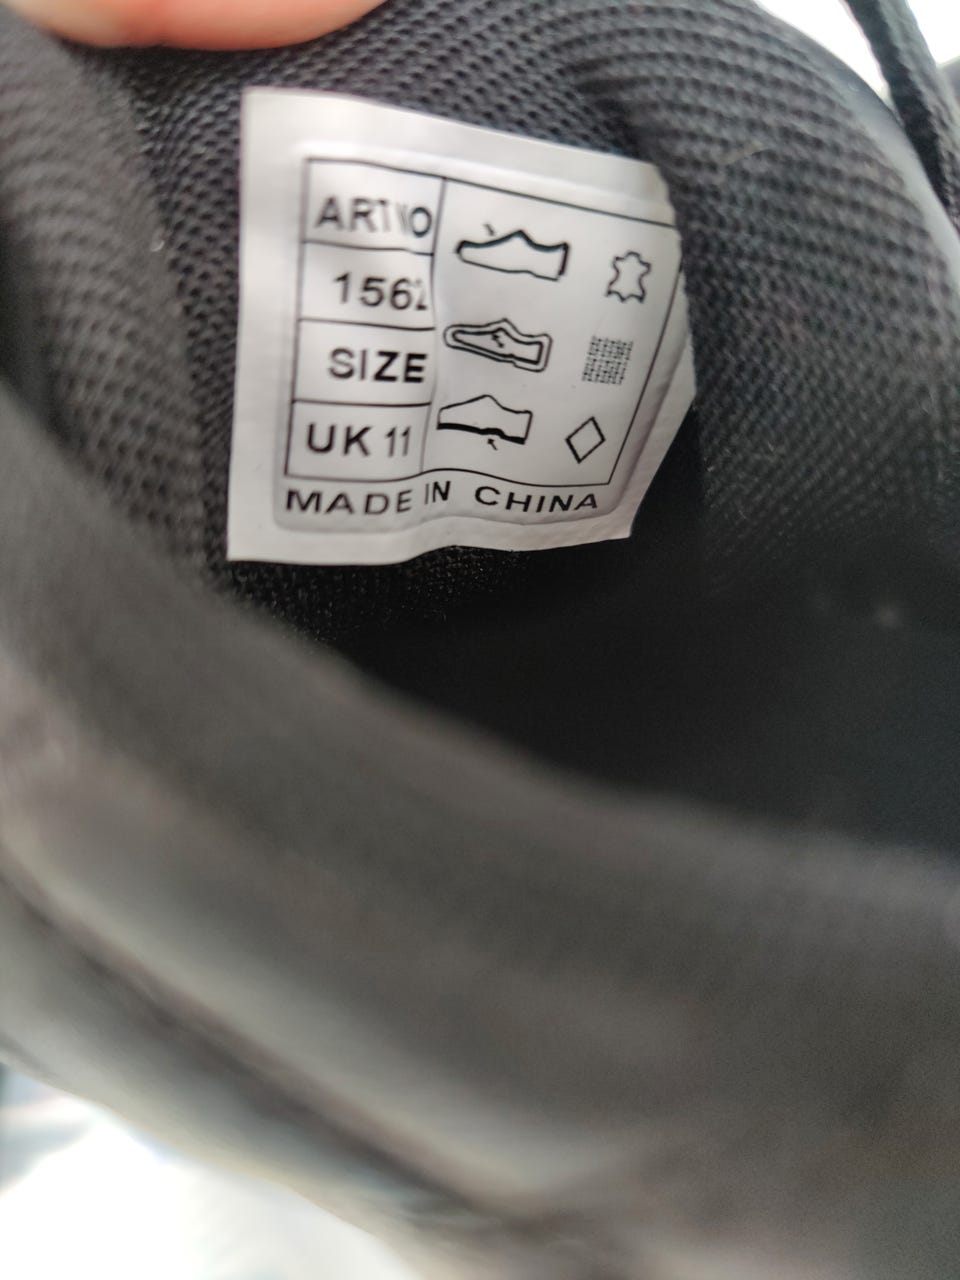 ART NO
1562
SIZE
UK 11
MADE IN CHINA